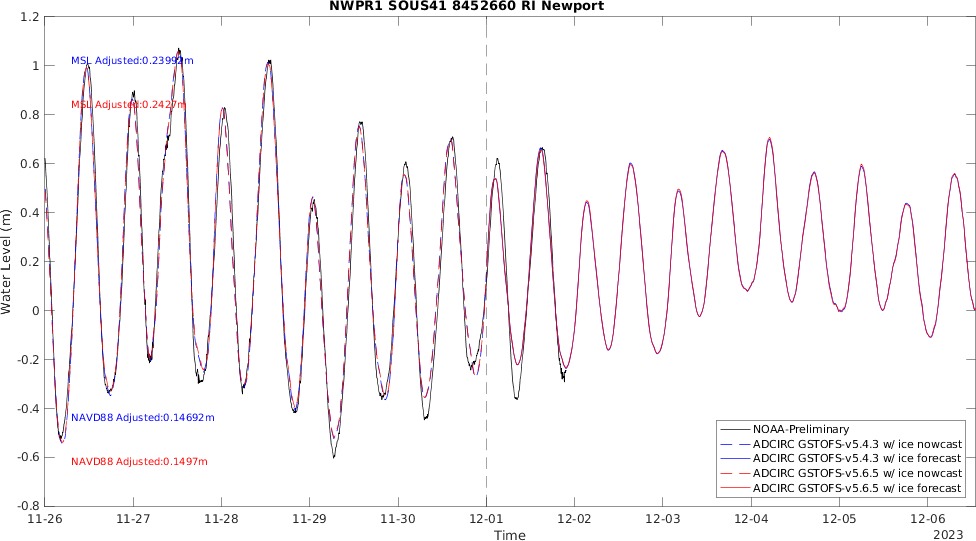 NWPR1 SOUS41 8452660 RI Newport
1.2
1
0.8
0.6
0.4
0.2
0
-0.2
-0.4
-0.6
-0.8
Water Level (m)
MSL Adjusted:0.23992m
MSL Adjusted:0.2427m
NAVD88 Adjusted:0.14692m
NAVD88 Adjusted:0.1497m
NOAA-Preliminary
ADCIRC GSTOFS-v5.4.3 w/ ice nowcast
ADCIRC GSTOFS-v5.4.3 w/ ice forecast
ADCIRC GSTOFS-v5.6.5 w/ ice nowcast
ADCIRC GSTOFS-v5.6.5 w/ ice forecast
11-26 11-27 11-28 11-29 11-30 12-01 12-02 12-03 12-04 12-05 12-06
Time
2023